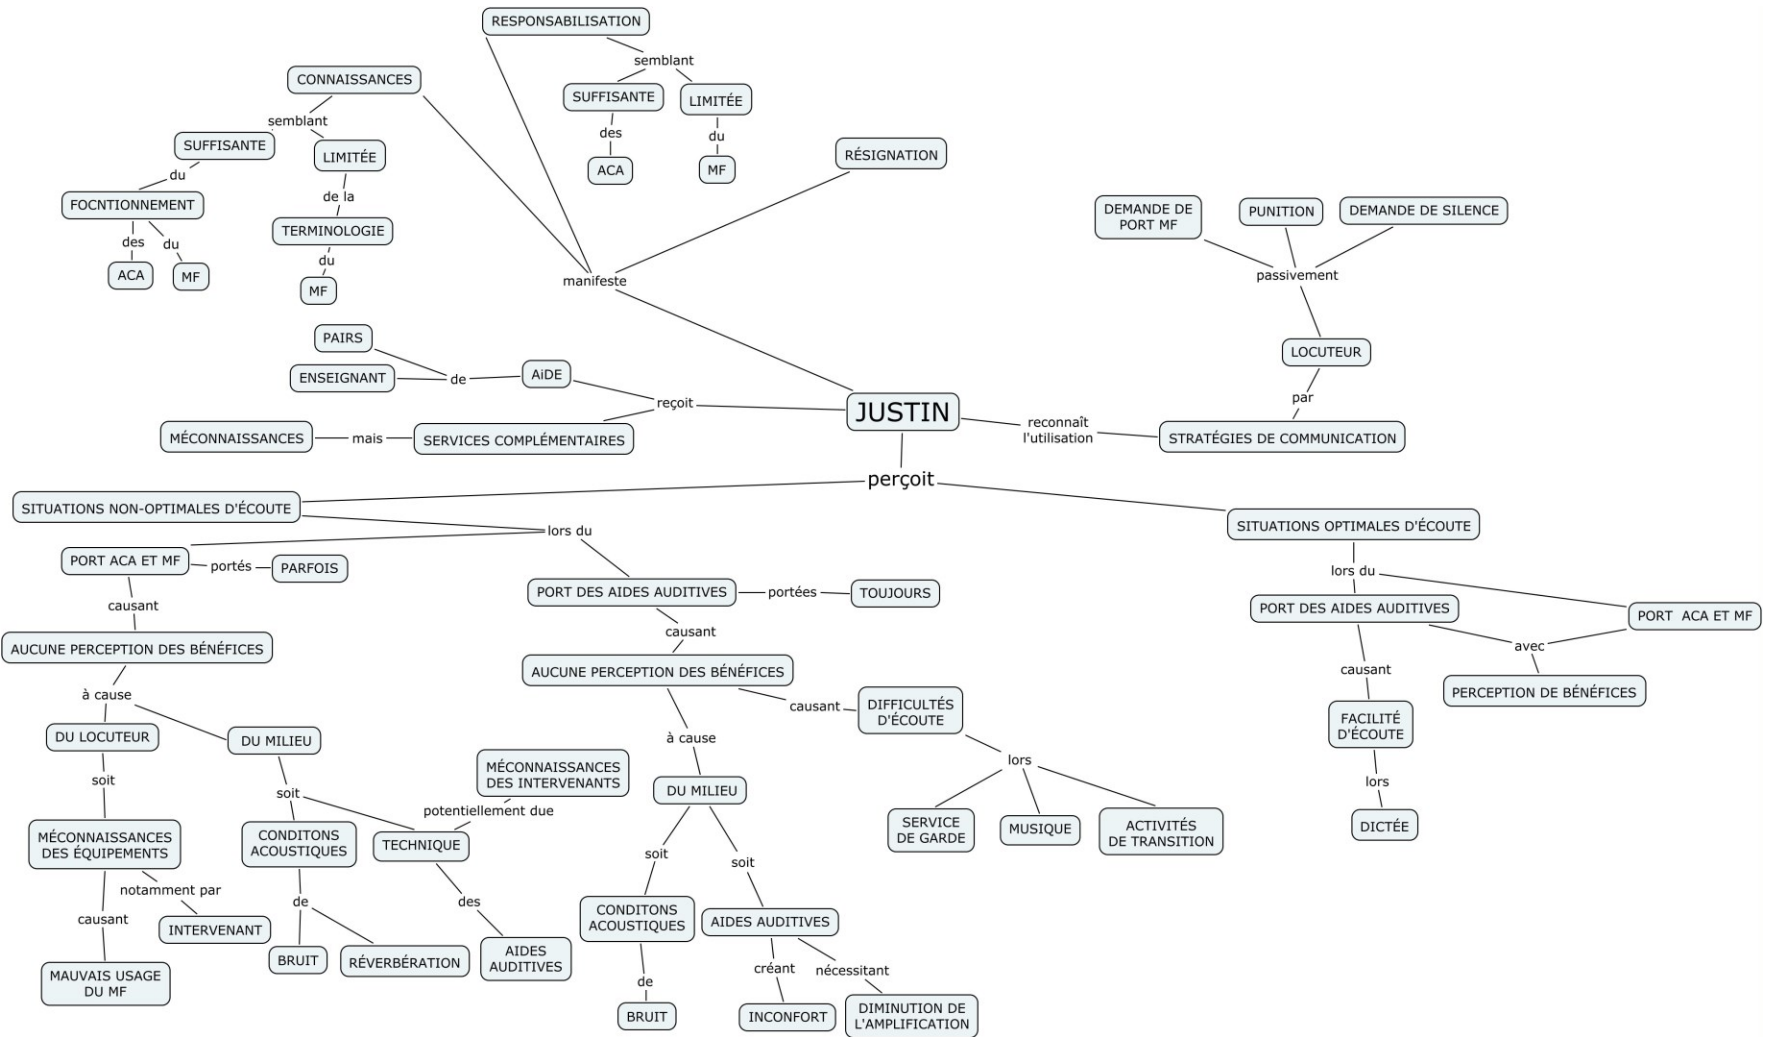 RESPONSABILISATION
semblant
SUFFISANTE
LIMITÉE
des
du
ACA
MF
CONNAISSANCES
semblant
SUFFISANTE
LIMITÉE
du
de la
FOCNTIONNEMENT
TERMINOLOGIE
des
du
du
ACA
MF
MF
RÉSIGNATION
manifeste
DEMANDE DE
PORT MF
PUNITION
DEMANDE DE SILENCE
passivement
LOCUTEUR
par
STRATÉGIES DE COMMUNICATION
reconnaît
l'utilisation
JUSTIN
PAIRS
ENSEIGNANT
de
AiDE
reçoit
MÉCONNAISSANCES
mais
SERVICES COMPLÉMENTAIRES
perçoit
SITUATIONS NON-OPTIMALES D'ÉCOUTE
lors du
PORT ACA ET MF
portés
PARFOIS
causant
AUCUNE PERCEPTION DES BÉNÉFICES
à cause
DU LOCUTEUR
DU MILIEU
soit
soit
MÉCONNAISSANCES
DES ÉQUIPEMENTS
notamment par
causant
INTERVENANT
MAUVAIS USAGE
DU MF
CONDITONS
ACOUSTIQUES
TECHNIQUE
potentiellement due
MÉCONNAISSANCES
DES INTERVENANTS
de
des
BRUIT
RÉVERBÉRATION
AIDES
AUDITIVES
PORT DES AIDES AUDITIVES
portées
TOUJOURS
causant
AUCUNE PERCEPTION DES BÉNÉFICES
causant
DIFFICULTÉS
D'ÉCOUTE
lors
SERVICE
DE GARDE
MUSIQUE
ACTIVITÉS
DE TRANSITION
à cause
DU MILIEU
soit
soit
CONDITONS
ACOUSTIQUES
AIDES AUDITIVES
de
créant
nécessitant
BRUIT
INCONFORT
DIMINUTION DE
L'AMPLIFICATION
SITUATIONS OPTIMALES D'ÉCOUTE
lors du
PORT DES AIDES AUDITIVES
PORT ACA ET MF
avec
causant
PERCEPTION DE BÉNÉFICES
FACILITÉ
D'ÉCOUTE
lors
DICTÉE